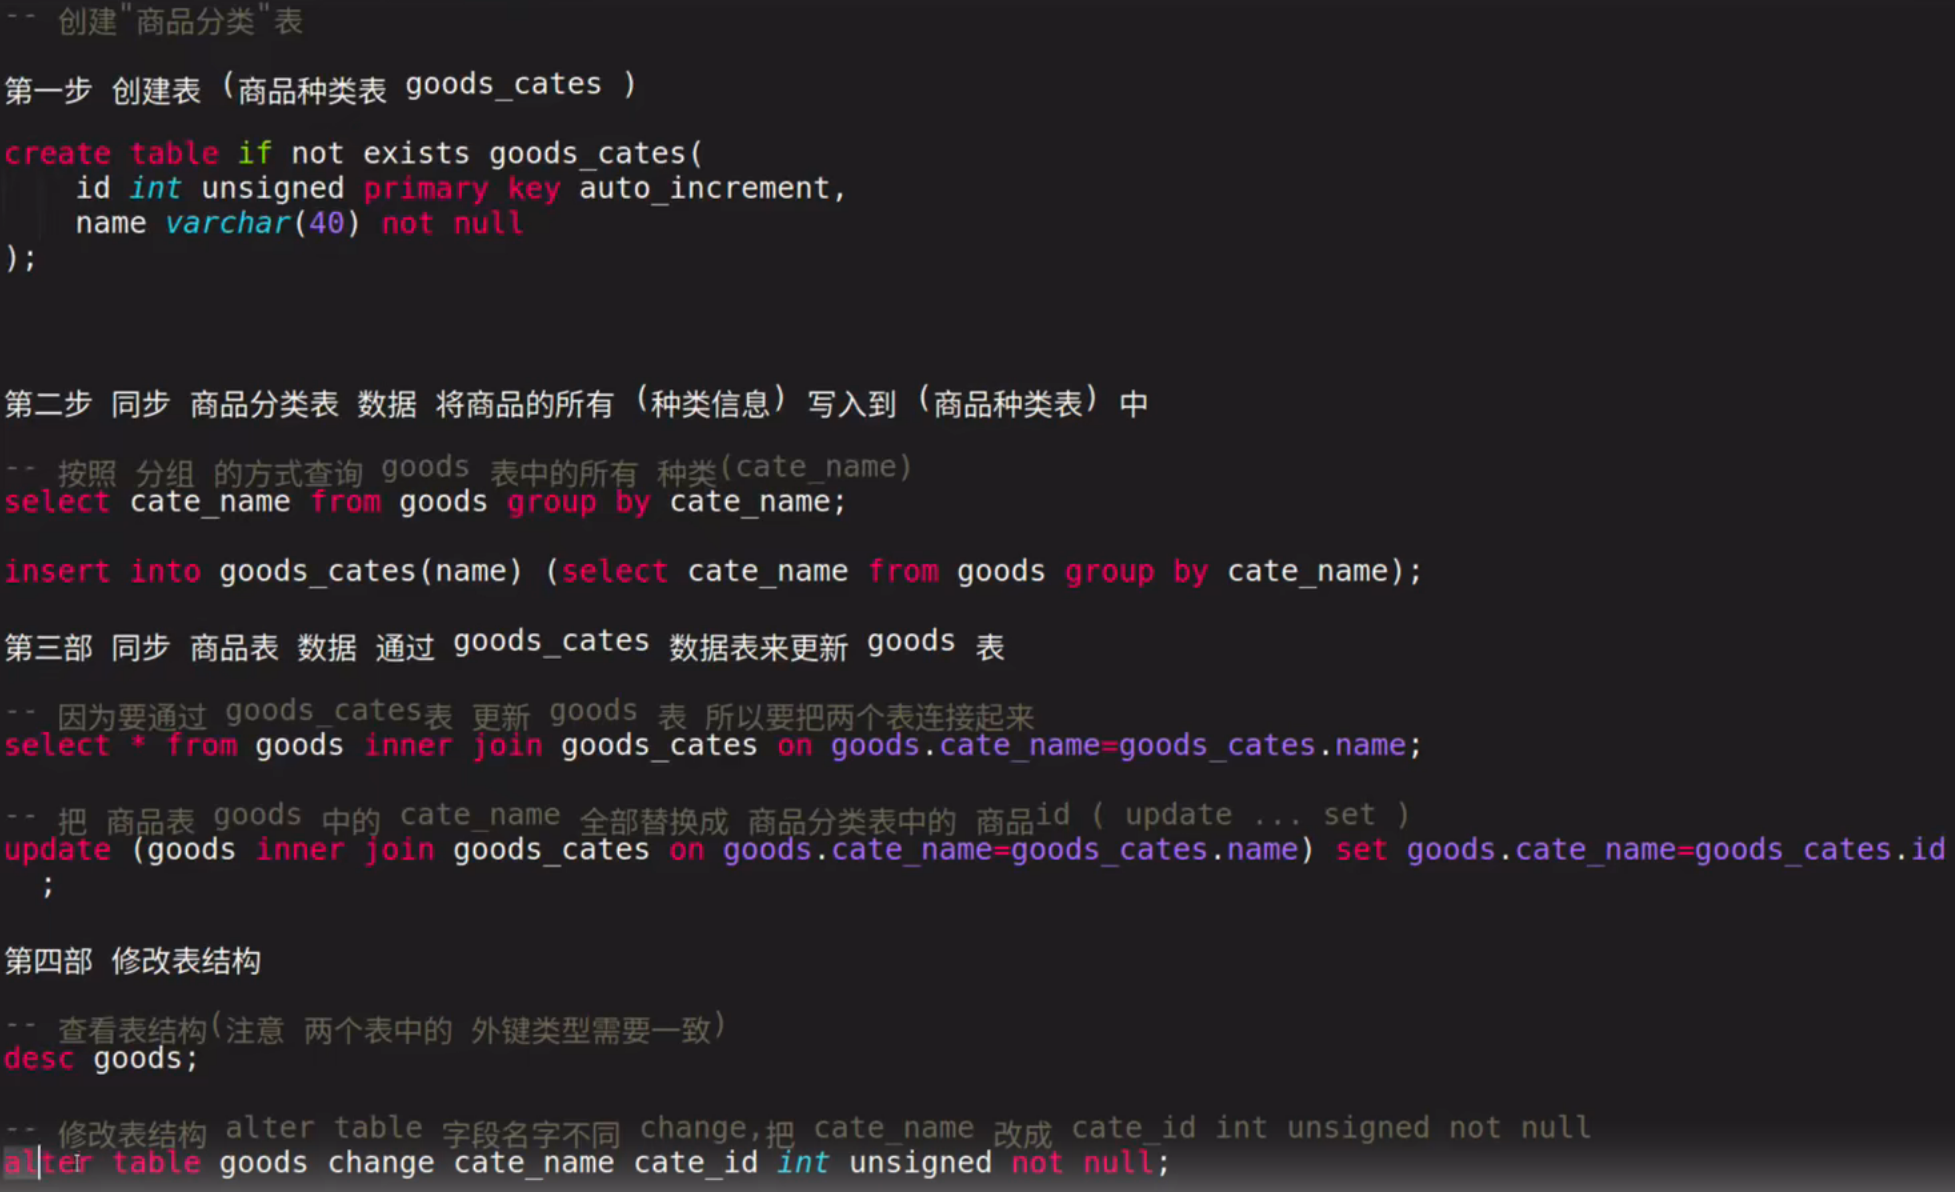 -- 创建"商品分类"表
第一步 创建表 (商品种类表 goods_cates )
create table if not exists goods_cates(
    id int unsigned primary key auto_increment,
    name varchar(40) not null
);
第二步 同步 商品分类表 数据 将商品的所有 (种类信息) 写入到 (商品种类表) 中
-- 按照 分组 的方式查询 goods 表中的所有 种类(cate_name)
select cate_name from goods group by cate_name;
insert into goods_cates(name) (select cate_name from goods group by cate_name);
第三部 同步 商品表 数据 通过 goods_cates 数据表来更新 goods 表
-- 因为要通过 goods_cates表 更新 goods 表 所以要把两个表连接起来
select * from goods inner join goods_cates on goods.cate_name=goods_cates.name;
-- 把 商品表 goods 中的 cate_name 全部替换成 商品分类表中的 商品id ( update ... set )
update (goods inner join goods_cates on goods.cate_name=goods_cates.name) set goods.cate_name=goods_cates.id
  ;
第四部 修改表结构
-- 查看表结构(注意 两个表中的 外键类型需要一致)
desc goods;
-- 修改表结构 alter table 字段名字不同 change,把 cate_name 改成 cate_id int unsigned not null
alter table goods change cate_name cate_id int unsigned not null;